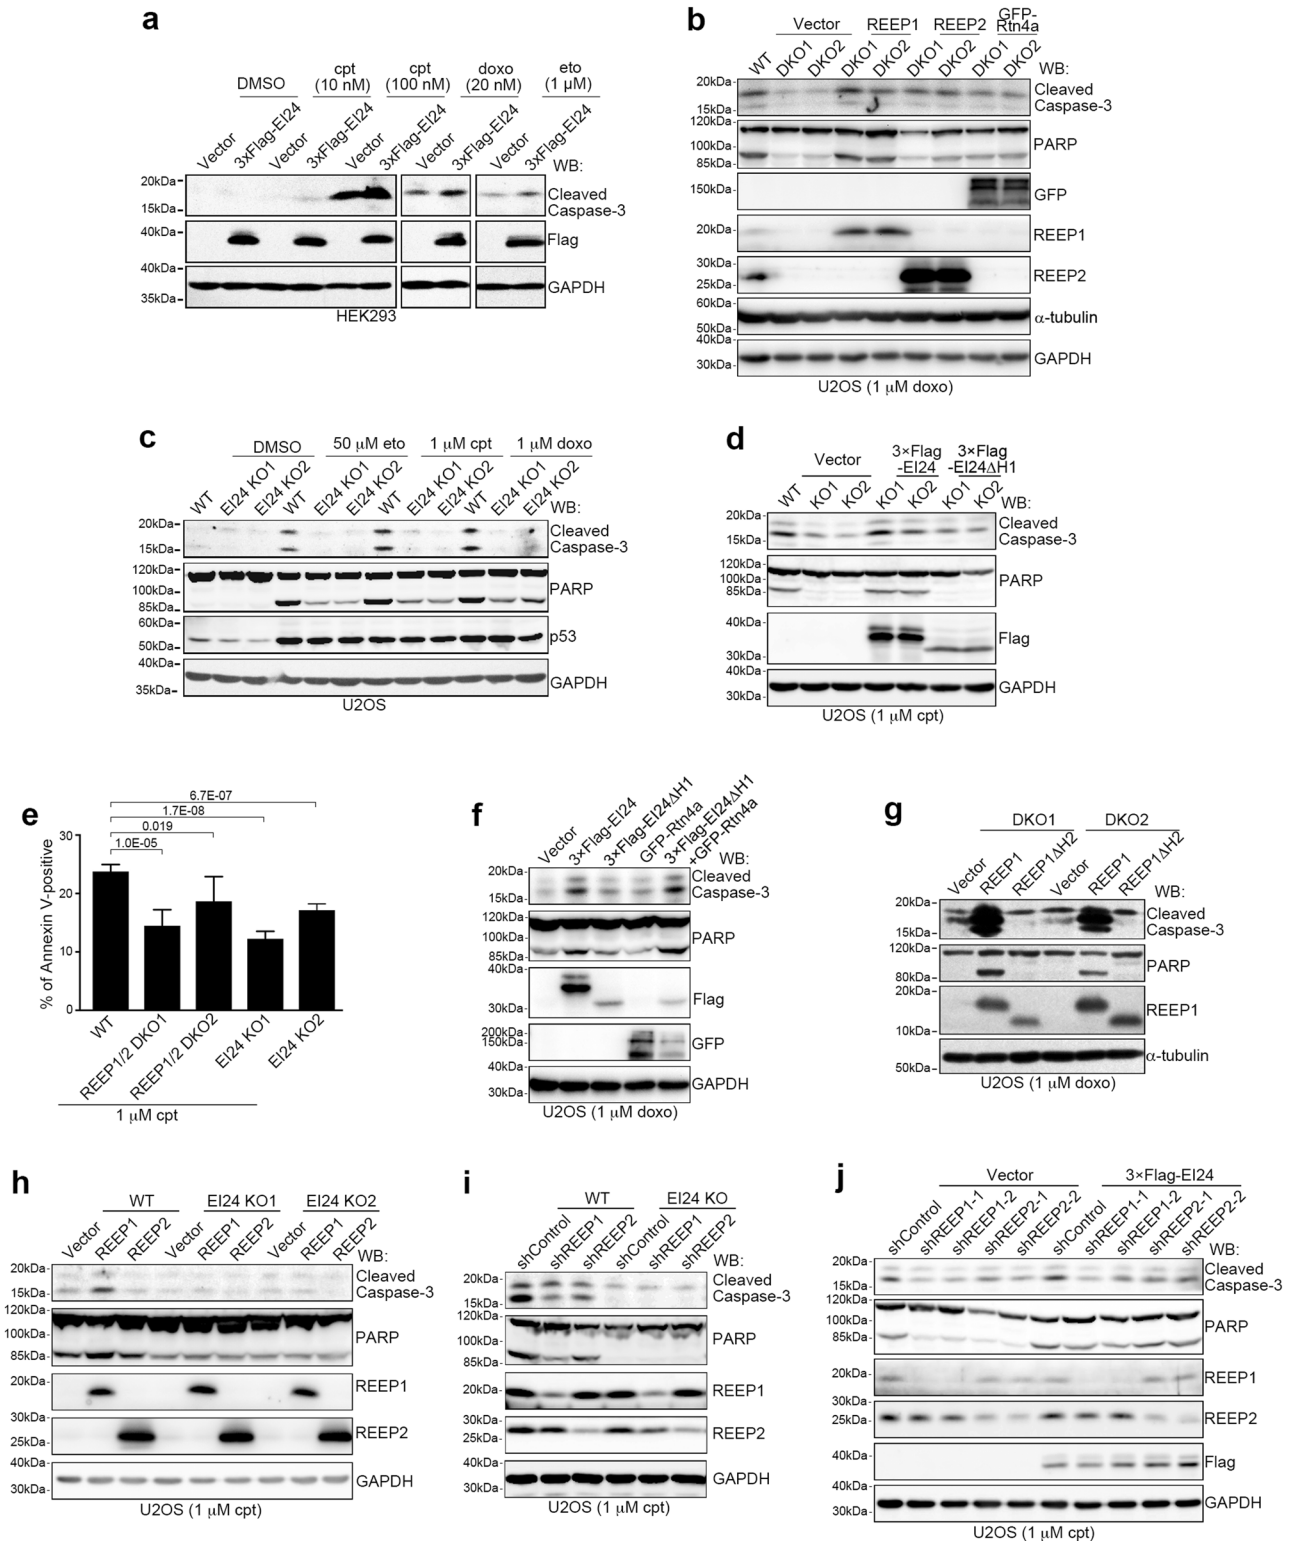 a
DMSO
cpt
(10 nM)
cpt
(100 nM)
doxo
(20 nM)
eto
(1 µM)
Vector
3xFlag-EI24
Vector
3xFlag-EI24
Vector
3xFlag-EI24
Vector
3xFlag-EI24
Vector
3xFlag-EI24
WB:
20kDa
15kDa
Cleaved
Caspase-3
40kDa
Flag
40kDa
35kDa
GAPDH
HEK293
b
Vector
REEP1
REEP2
GFP-
Rtn4a
WT
DKO1
DKO2
DKO1
DKO2
DKO1
DKO2
DKO1
DKO2
WB:
20kDa
15kDa
Cleaved
Caspase-3
120kDa
100kDa
85kDa
PARP
150kDa
GFP
20kDa
REEP1
30kDa
25kDa
REEP2
60kDa
50kDa
α-tubulin
40kDa
30kDa
GAPDH
U2OS (1 µM doxo)
c
DMSO
50 µM eto
1 µM cpt
1 µM doxo
WT
EI24 KO1
EI24 KO2
WT
EI24 KO1
EI24 KO2
WT
EI24 KO1
EI24 KO2
WT
EI24 KO1
EI24 KO2
WB:
20kDa
15kDa
Cleaved
Caspase-3
120kDa
100kDa
85kDa
PARP
60kDa
50kDa
p53
40kDa
35kDa
GAPDH
U2OS
d
Vector
3×Flag
-EI24
3×Flag
-EI24ΔH1
WT
KO1
KO2
KO1
KO2
KO1
KO2
WB:
20kDa
15kDa
Cleaved
Caspase-3
120kDa
100kDa
85kDa
PARP
40kDa
30kDa
Flag
40kDa
30kDa
GAPDH
U2OS (1 µM cpt)
e
6.7E-07
1.7E-08
0.019
1.0E-05
% of Annexin V-positive
30
20
10
0
WT
REEP1/2 DKO1
REEP1/2 DKO2
EI24 KO1
EI24 KO2
1 µM cpt
f
Vector
3×Flag-EI24
3×Flag-EI24ΔH1
GFP-Rtn4a
3×Flag-EI24ΔH1
+GFP-Rtn4a
WB:
20kDa
15kDa
Cleaved
Caspase-3
120kDa
100kDa
85kDa
PARP
40kDa
30kDa
Flag
200kDa
150kDa
GFP
40kDa
30kDa
GAPDH
U2OS (1 µM doxo)
g
DKO1
DKO2
Vector
REEP1
REEP1ΔH2
Vector
REEP1
REEP1ΔH2
WB:
20kDa
15kDa
Cleaved
Caspase-3
120kDa
80kDa
PARP
20kDa
10kDa
REEP1
50kDa
α-tubulin
U2OS (1 µM doxo)
h
WT
EI24 KO1
EI24 KO2
Vector
REEP1
REEP2
Vector
REEP1
REEP2
Vector
REEP1
REEP2
WB:
20kDa
15kDa
Cleaved
Caspase-3
120kDa
100kDa
85kDa
PARP
20kDa
REEP1
30kDa
25kDa
REEP2
40kDa
30kDa
GAPDH
U2OS (1 µM cpt)
i
WT
EI24 KO
shControl
shREEP1
shREEP2
shControl
shREEP1
shREEP2
WB:
20kDa
15kDa
Cleaved
Caspase-3
120kDa
100kDa
85kDa
PARP
20kDa
REEP1
30kDa
25kDa
REEP2
40kDa
30kDa
GAPDH
U2OS (1 µM cpt)
j
Vector
3×Flag-EI24
shControl
shREEP1-1
shREEP1-2
shREEP2-1
shREEP2-2
shControl
shREEP1-1
shREEP1-2
shREEP2-1
shREEP2-2
WB:
20kDa
15kDa
Cleaved
Caspase-3
120kDa
100kDa
85kDa
PARP
20kDa
REEP1
30kDa
25kDa
REEP2
40kDa
Flag
40kDa
30kDa
GAPDH
U2OS (1 µM cpt)